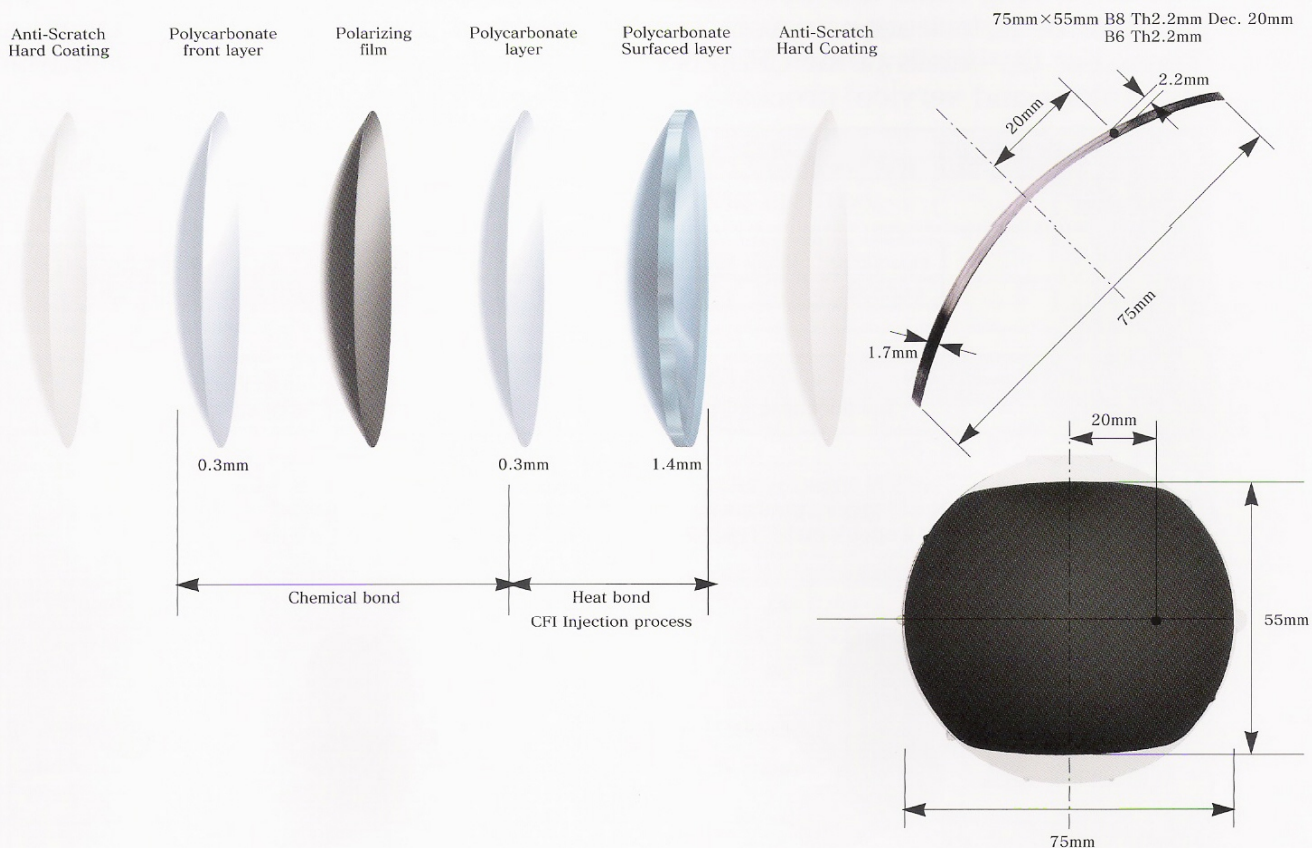 Anti-Scratch
Hard Coating
Polycarbonate
front layer
Polarizing
film
Polycarbonate
layer
Polycarbonate
Surfaced layer
Anti-Scratch
Hard Coating
75mm×55mm B8 Th2.2mm Dec. 20mm
B6 Th2.2mm
2.2mm
20mm
75mm
1.7mm
0.3mm
0.3mm
1.4mm
Chemical bond
Heat bond
CFI Injection process
20mm
55mm
75mm